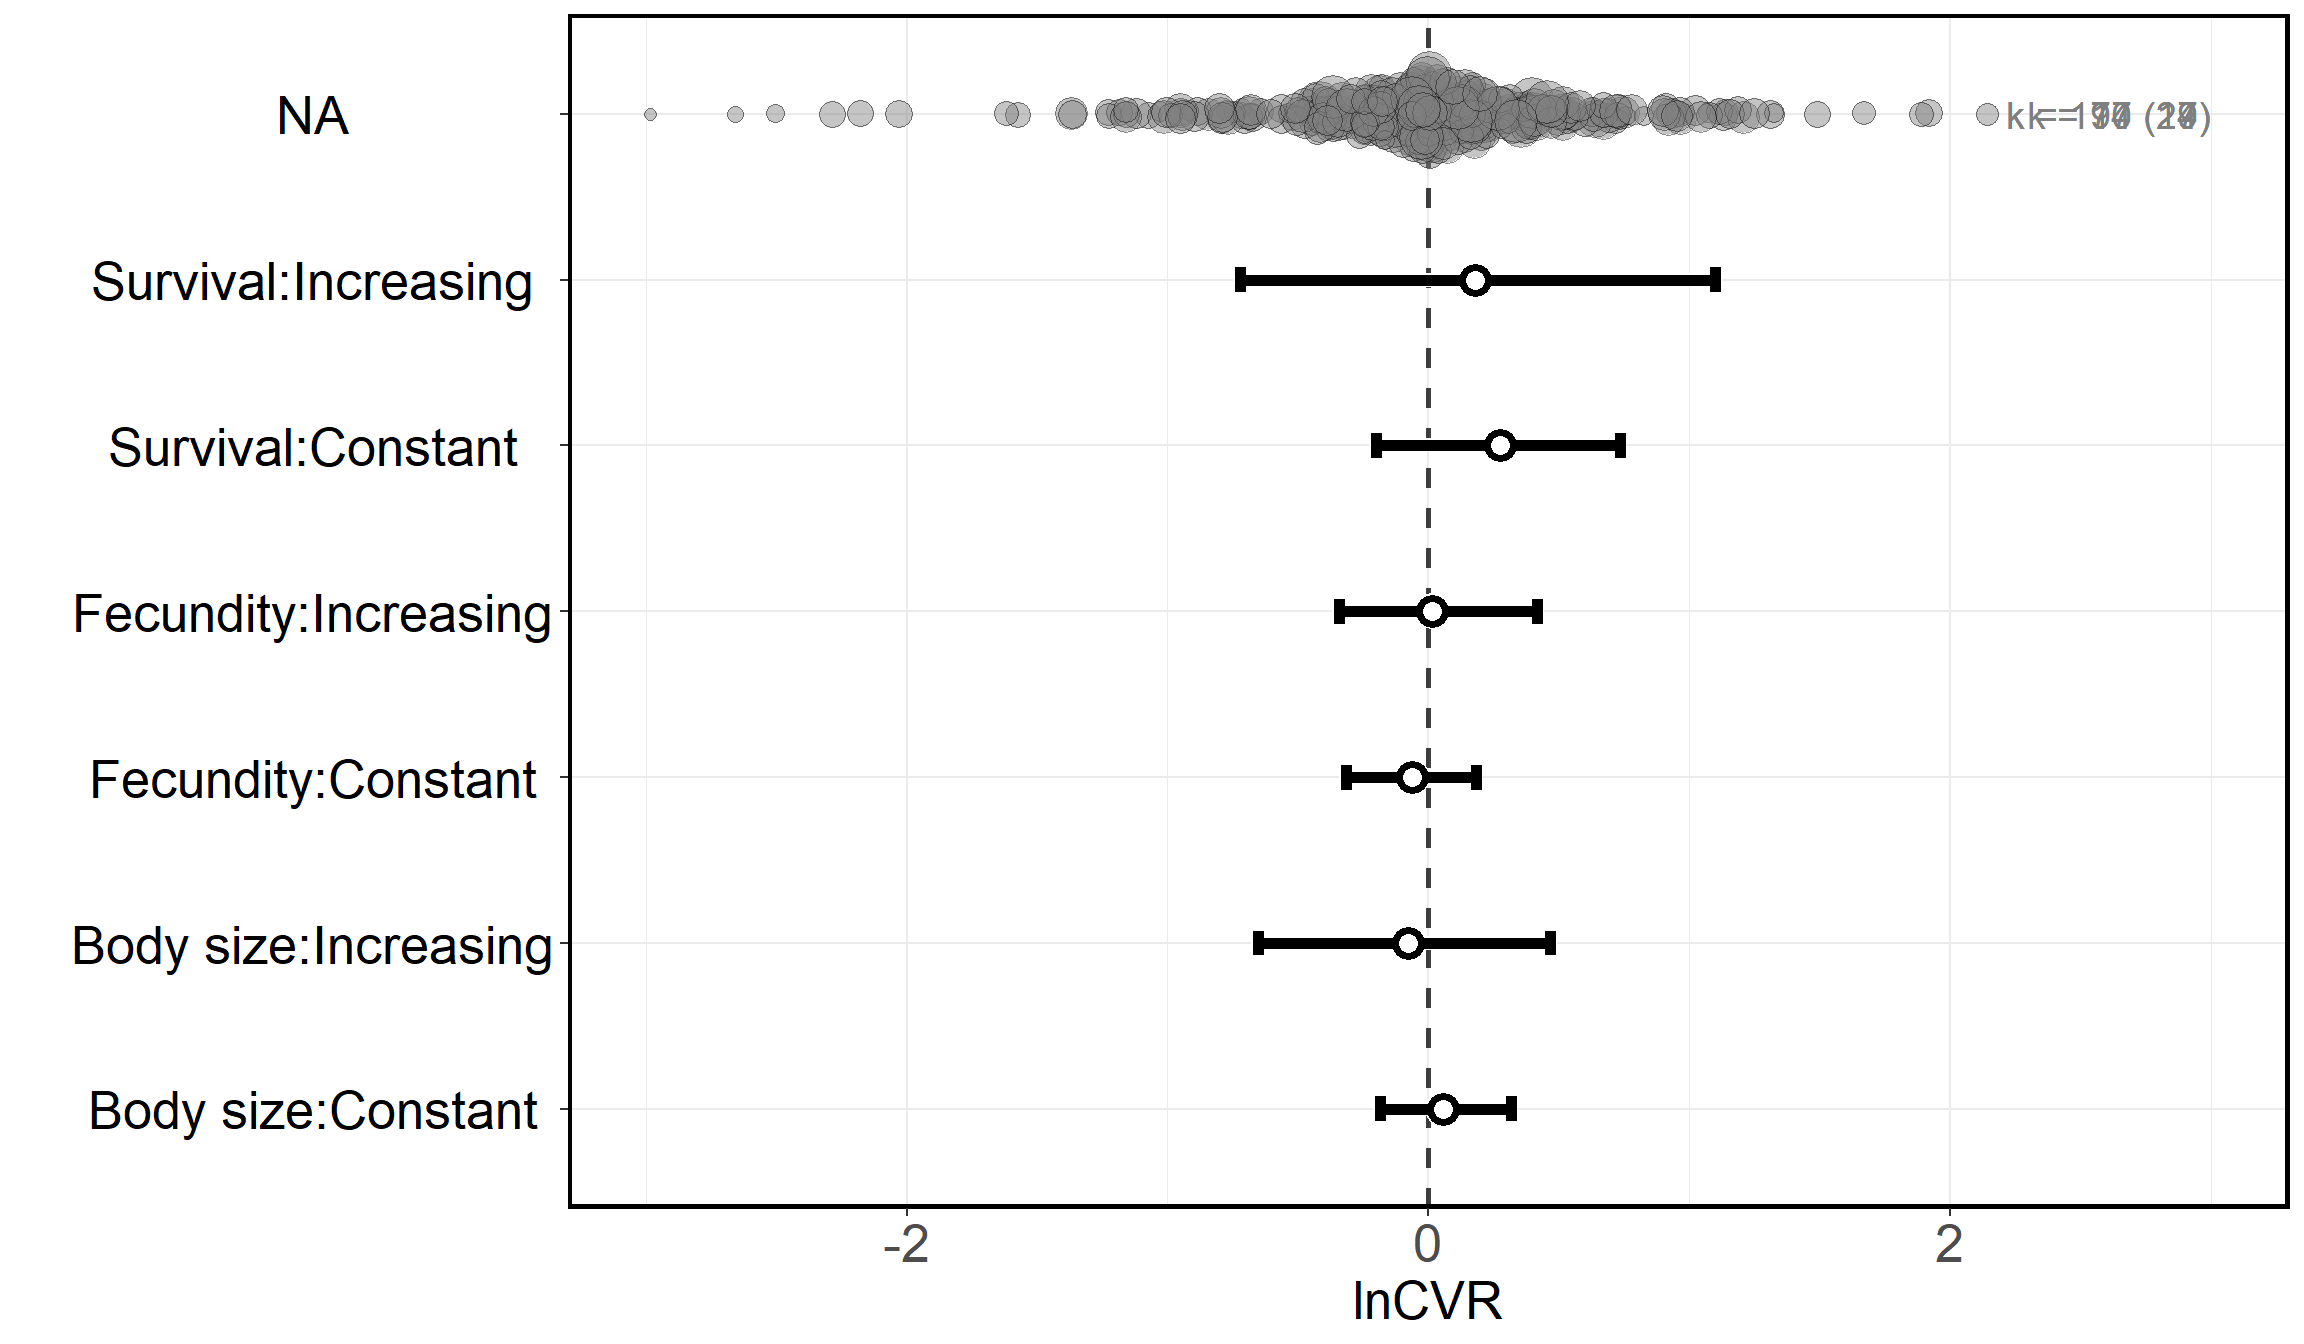 NA
Survival:Increasing
Survival:Constant
Fecundity:Increasing
Fecundity:Constant
Body size:Increasing
Body size:Constant
-2 0 2
lnCVR